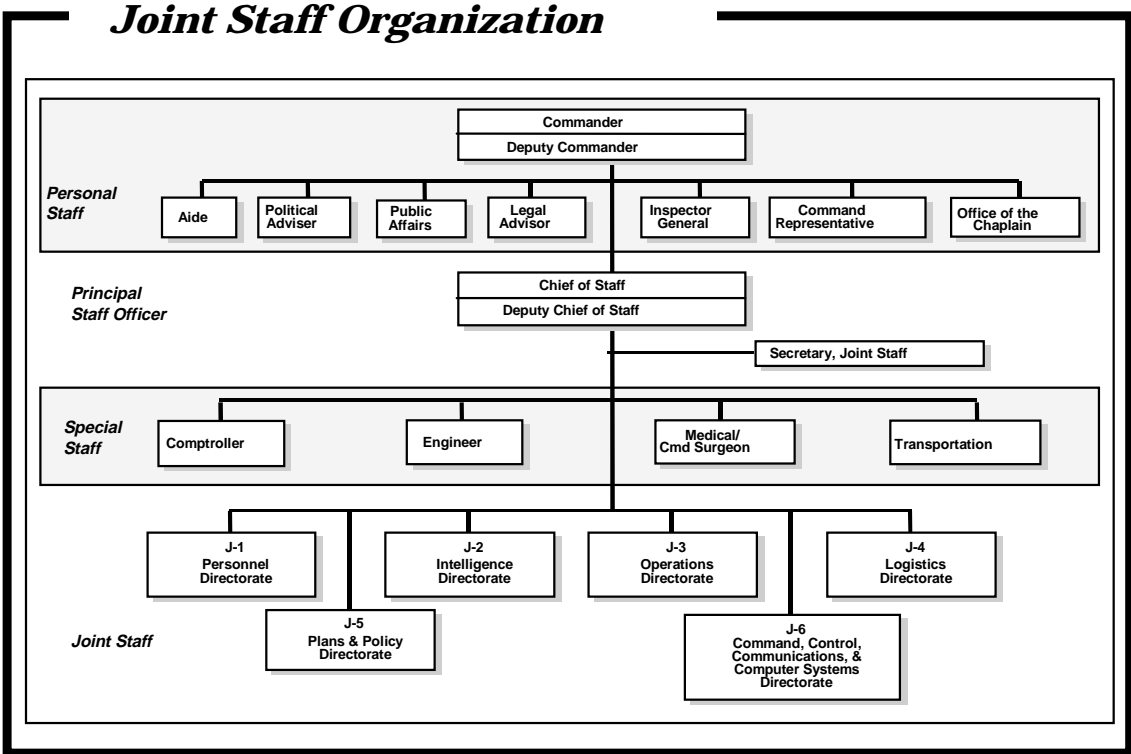 Joint Staff Organization
Commander
Deputy Commander
Personal
Staff
Aide
Political
Adviser
Public
Affairs
Legal
Advisor
Inspector
General
Command
Representative
Office of the
Chaplain
Principal
Staff Officer
Chief of Staff
Deputy Chief of Staff
Secretary, Joint Staff
Special
Staff
Comptroller
Engineer
Medical/
Cmd Surgeon
Transportation
J-1
Personnel
Directorate
J-2
Intelligence
Directorate
J-3
Operations
Directorate
J-4
Logistics
Directorate
Joint Staff
J-5
Plans & Policy
Directorate
J-6
Command, Control,
Communications, &
Computer Systems
Directorate